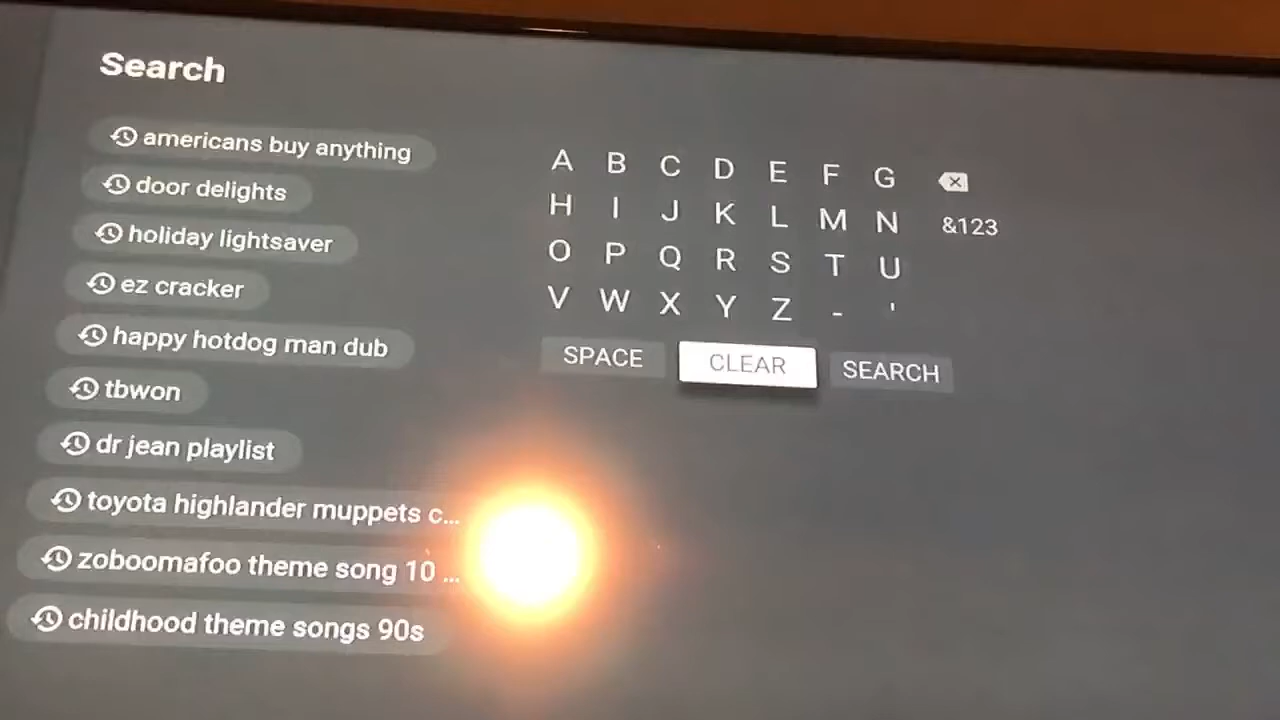 Search
americans buy anything
door delights
holiday lightsaver
ez cracker
happy hotdog man dub
tbwon
dr jean playlist
toyota highlander muppets c...
zoboomafoo theme song 10 ...
childhood theme songs 90s
A B C D E F G
H I J K L M N &123
O P Q R S T U
V W X Y Z - '
SPACE CLEAR SEARCH